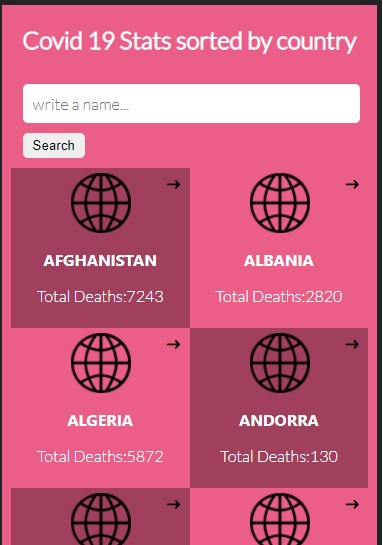 Covid 19 Stats sorted by country
write a name...
Search
AFGHANISTAN
Total Deaths:7243
ALBANIA
Total Deaths:2820
ALGERIA
Total Deaths:5872
ANDORRA
Total Deaths:130